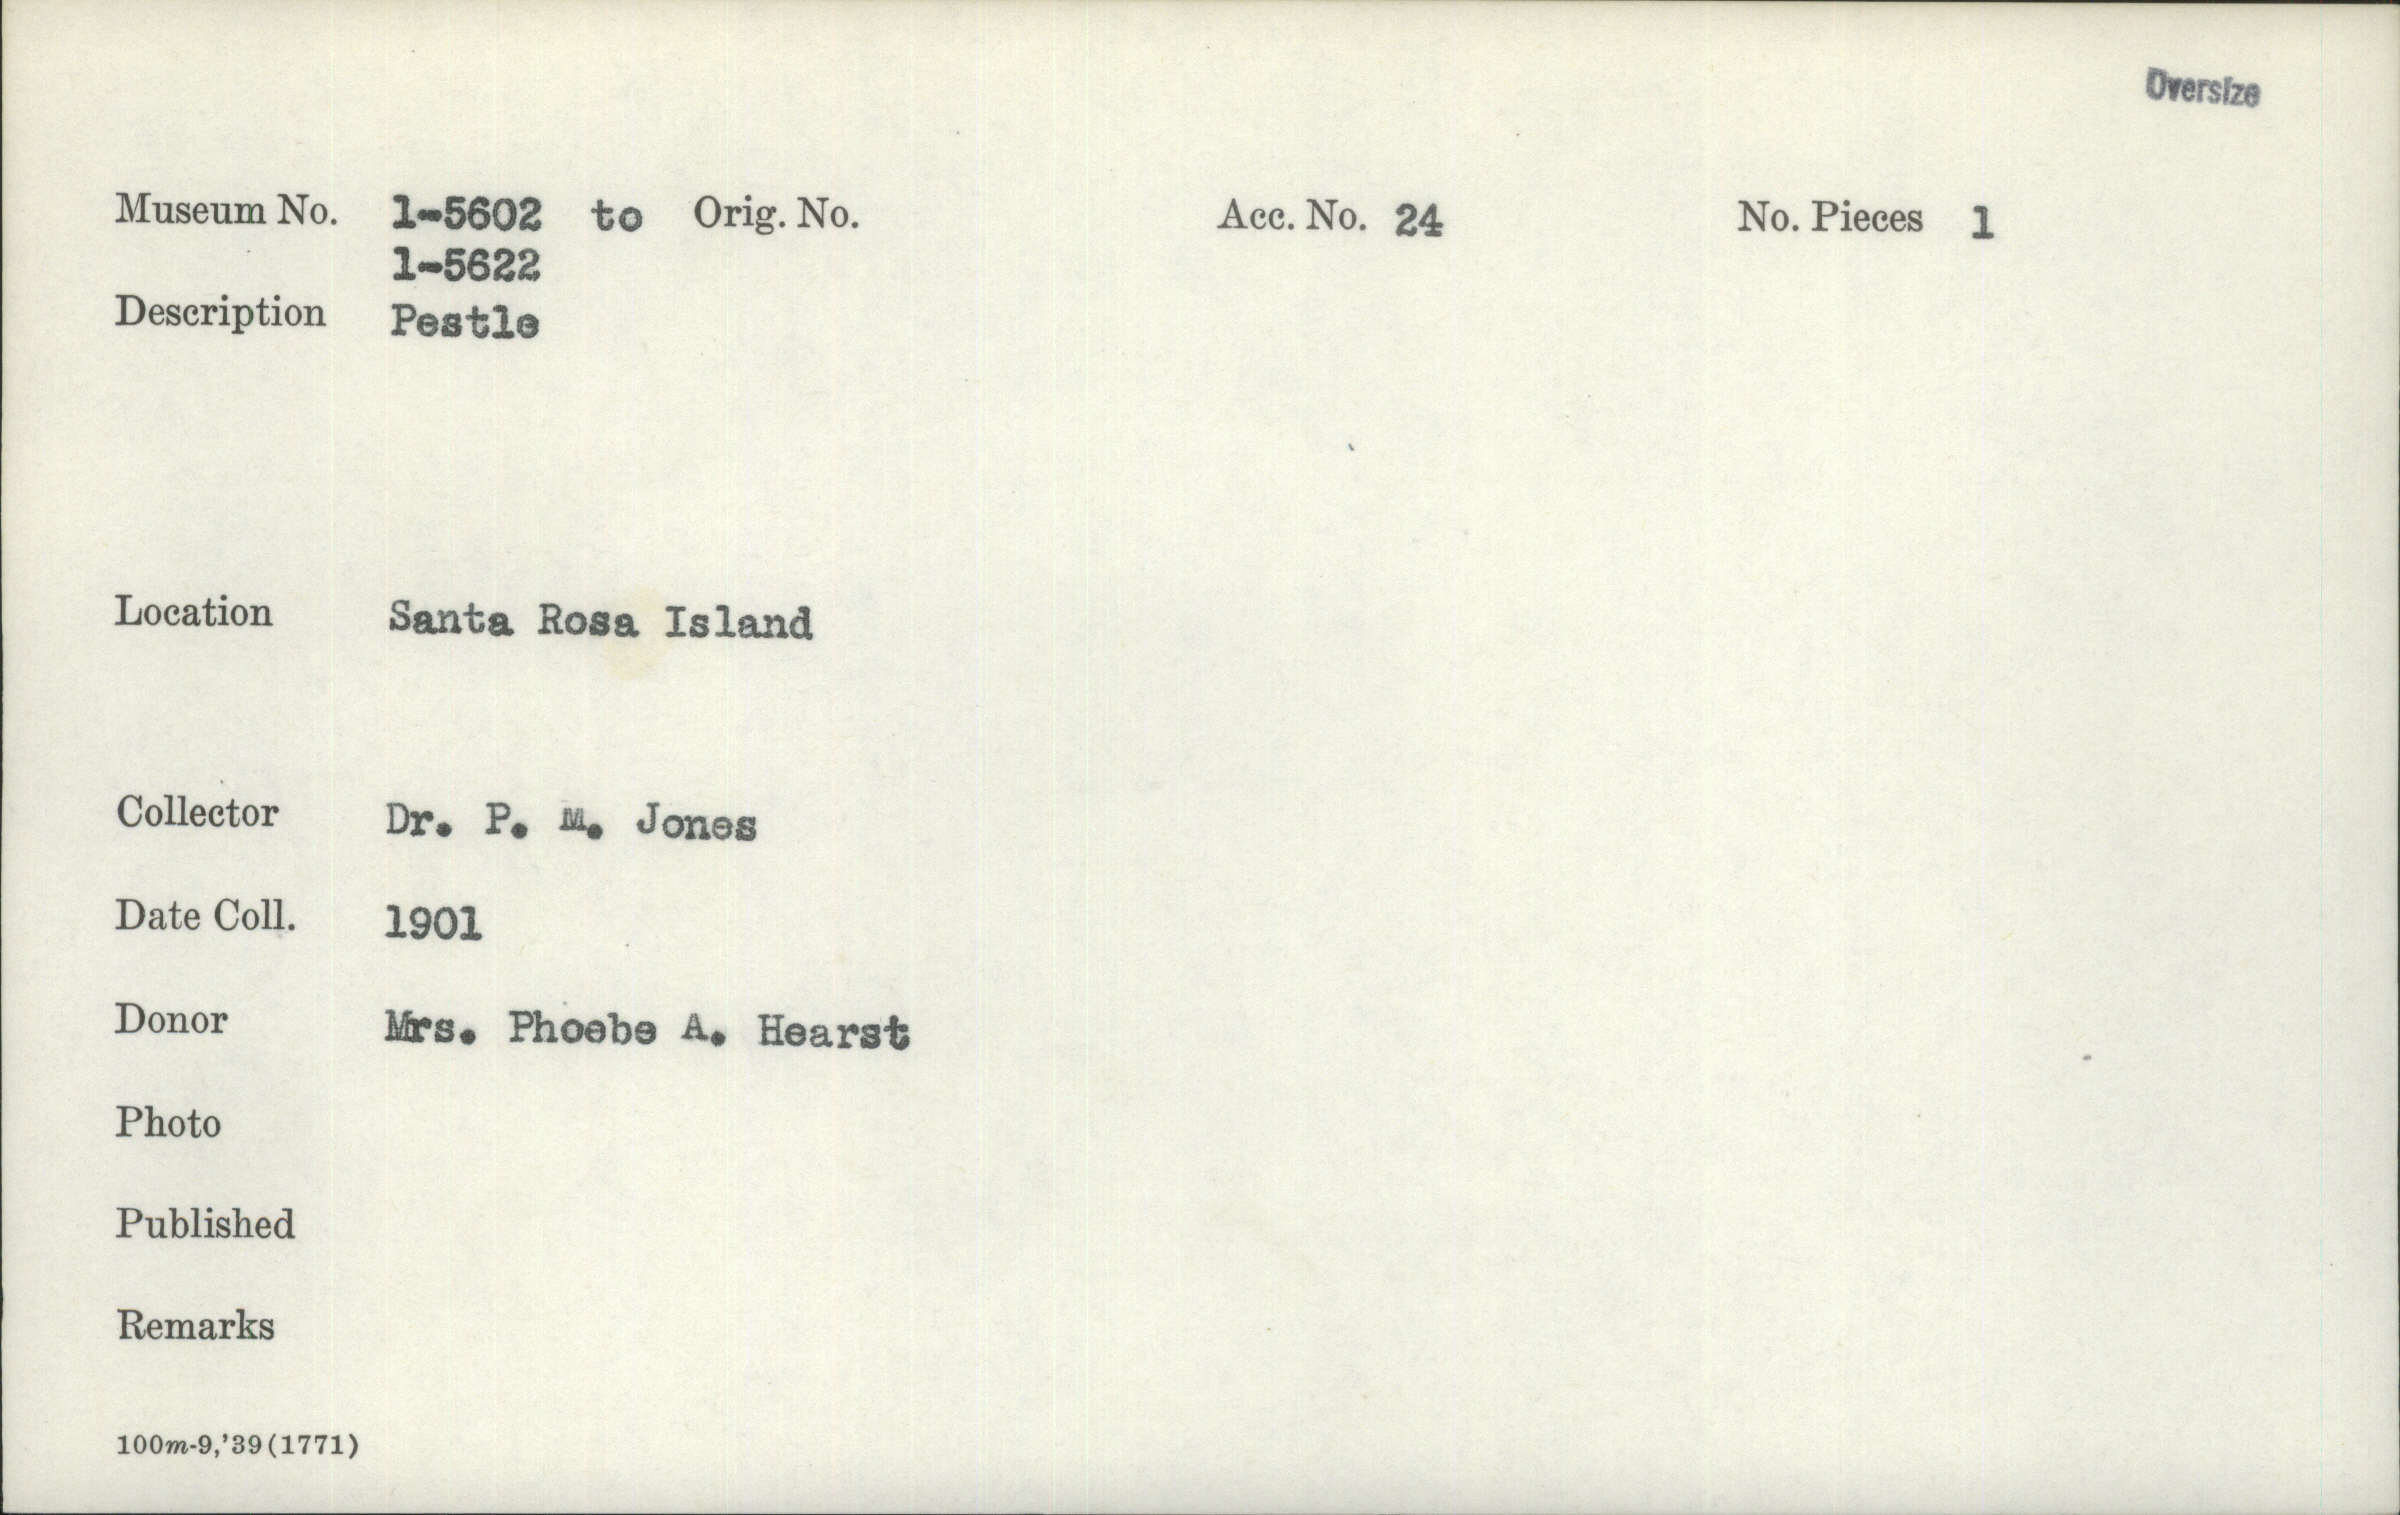 Oversize
Museum No. 1-5602 to Orig. No. Acc. No. 24 No. Pieces 1
1-5622
Description Pestle
Location Santa Rosa Island
Collector Dr. P. M. Jones
Date Coll. 1901
Donor Mrs. Phoebe A. Hearst
Photo
Published
Remarks
100m-9,'39(1771)